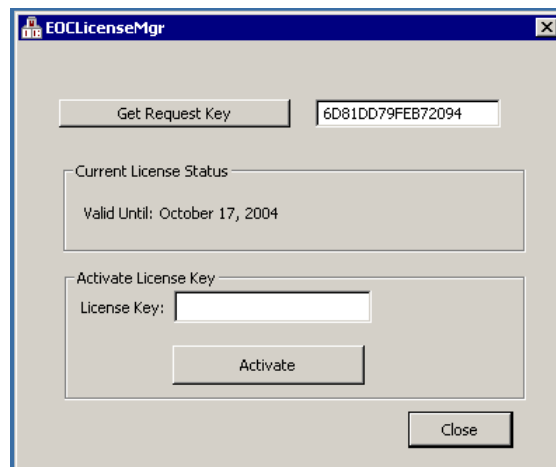 EOCLicenseMgr
Get Request Key 6D81DD79FEB72094
Current License Status
Valid Until: October 17, 2004
Activate License Key
License Key:
Activate
Close